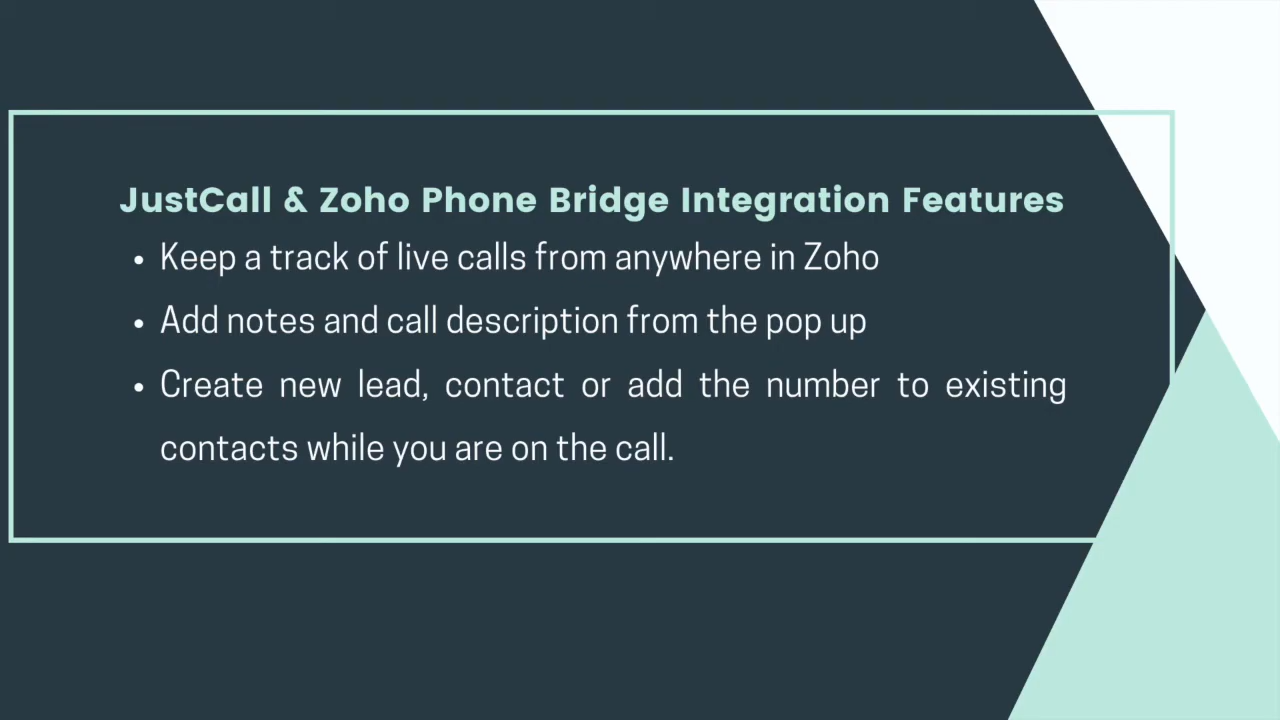 JustCall & Zoho Phone Bridge Integration Features
• Keep a track of live calls from anywhere in Zoho
• Add notes and call description from the pop up
• Create new lead, contact or add the number to existing
contacts while you are on the call.